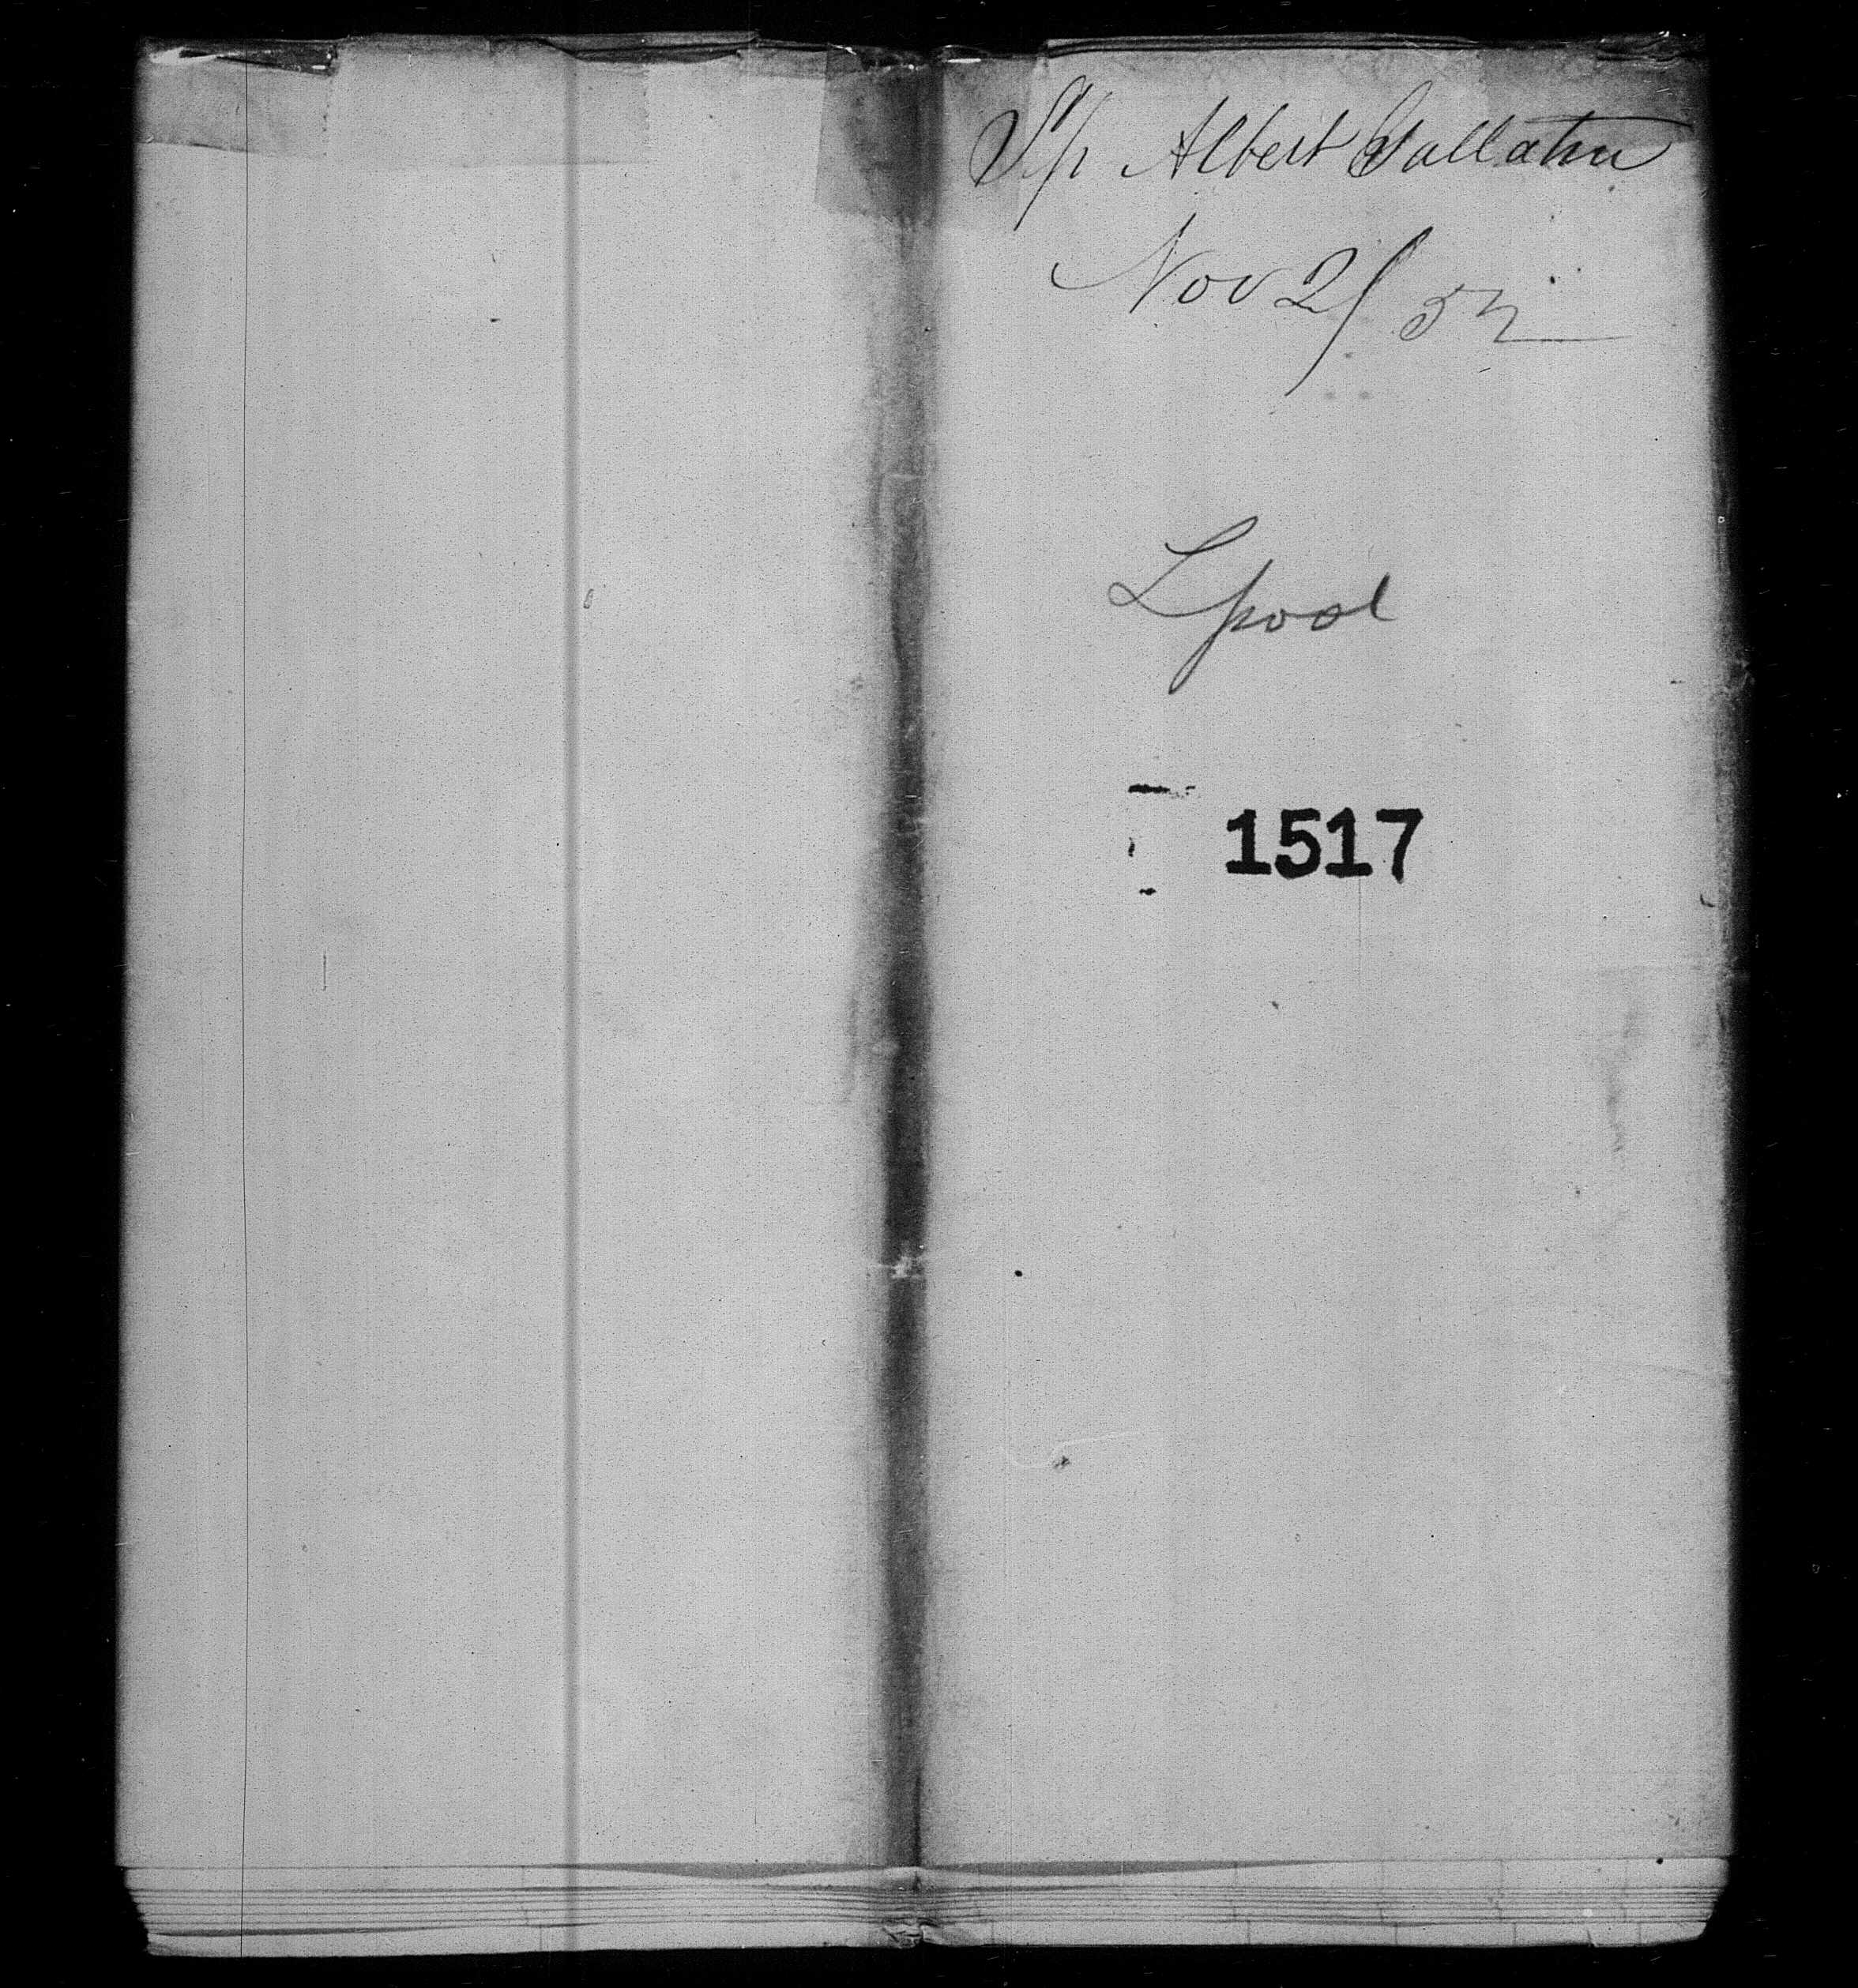 S/p Albert Gallatin
Nov 2/52
Lpool
1517